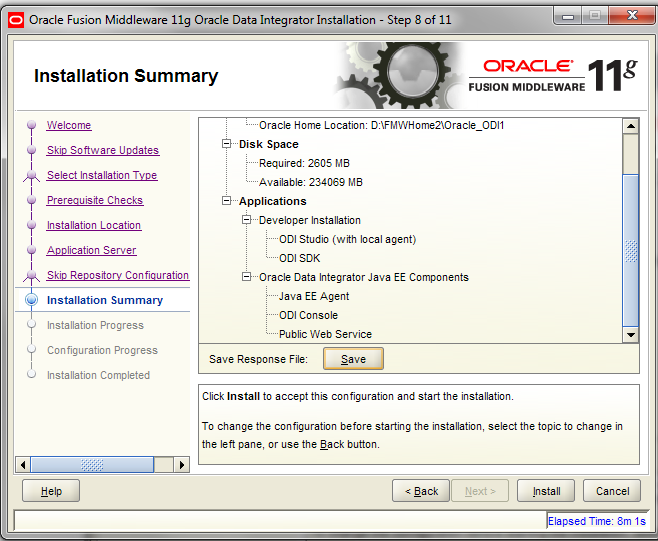 Oracle Fusion Middleware 11g Oracle Data Integrator Installation - Step 8 of 11
Installation Summary
ORACLE
FUSION MIDDLEWARE
11g
Welcome
Skip Software Updates
Select Installation Type
Prerequisite Checks
Installation Location
Application Server
Skip Repository Configuration
Installation Summary
Installation Progress
Configuration Progress
Installation Completed
Oracle Home Location: D:\FMWHome2\Oracle_ODI1
Disk Space
Required: 2605 MB
Available: 234069 MB
Applications
Developer Installation
ODI Studio (with local agent)
ODI SDK
Oracle Data Integrator Java EE Components
Java EE Agent
ODI Console
Public Web Service
Save Response File: Save
Click Install to accept this configuration and start the installation.
To change the configuration before starting the installation, select the topic to change in
the left pane, or use the Back button.
Help < Back Next > Install Cancel
Elapsed Time: 8m 1s